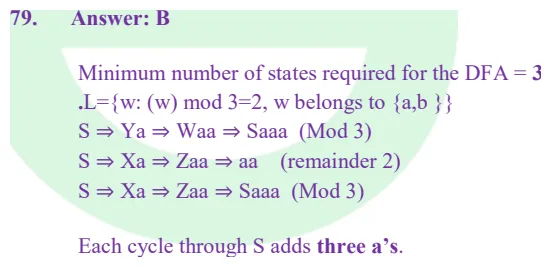 79. Answer: B
Minimum number of states required for the DFA = 3
.L={w: (w) mod 3=2, w belongs to {a,b }}
S ⇒ Ya ⇒ Waa ⇒ Saaa (Mod 3)
S ⇒ Xa ⇒ Zaa ⇒ aa (remainder 2)
S ⇒ Xa ⇒ Zaa ⇒ Saaa (Mod 3)
Each cycle through S adds three a’s.